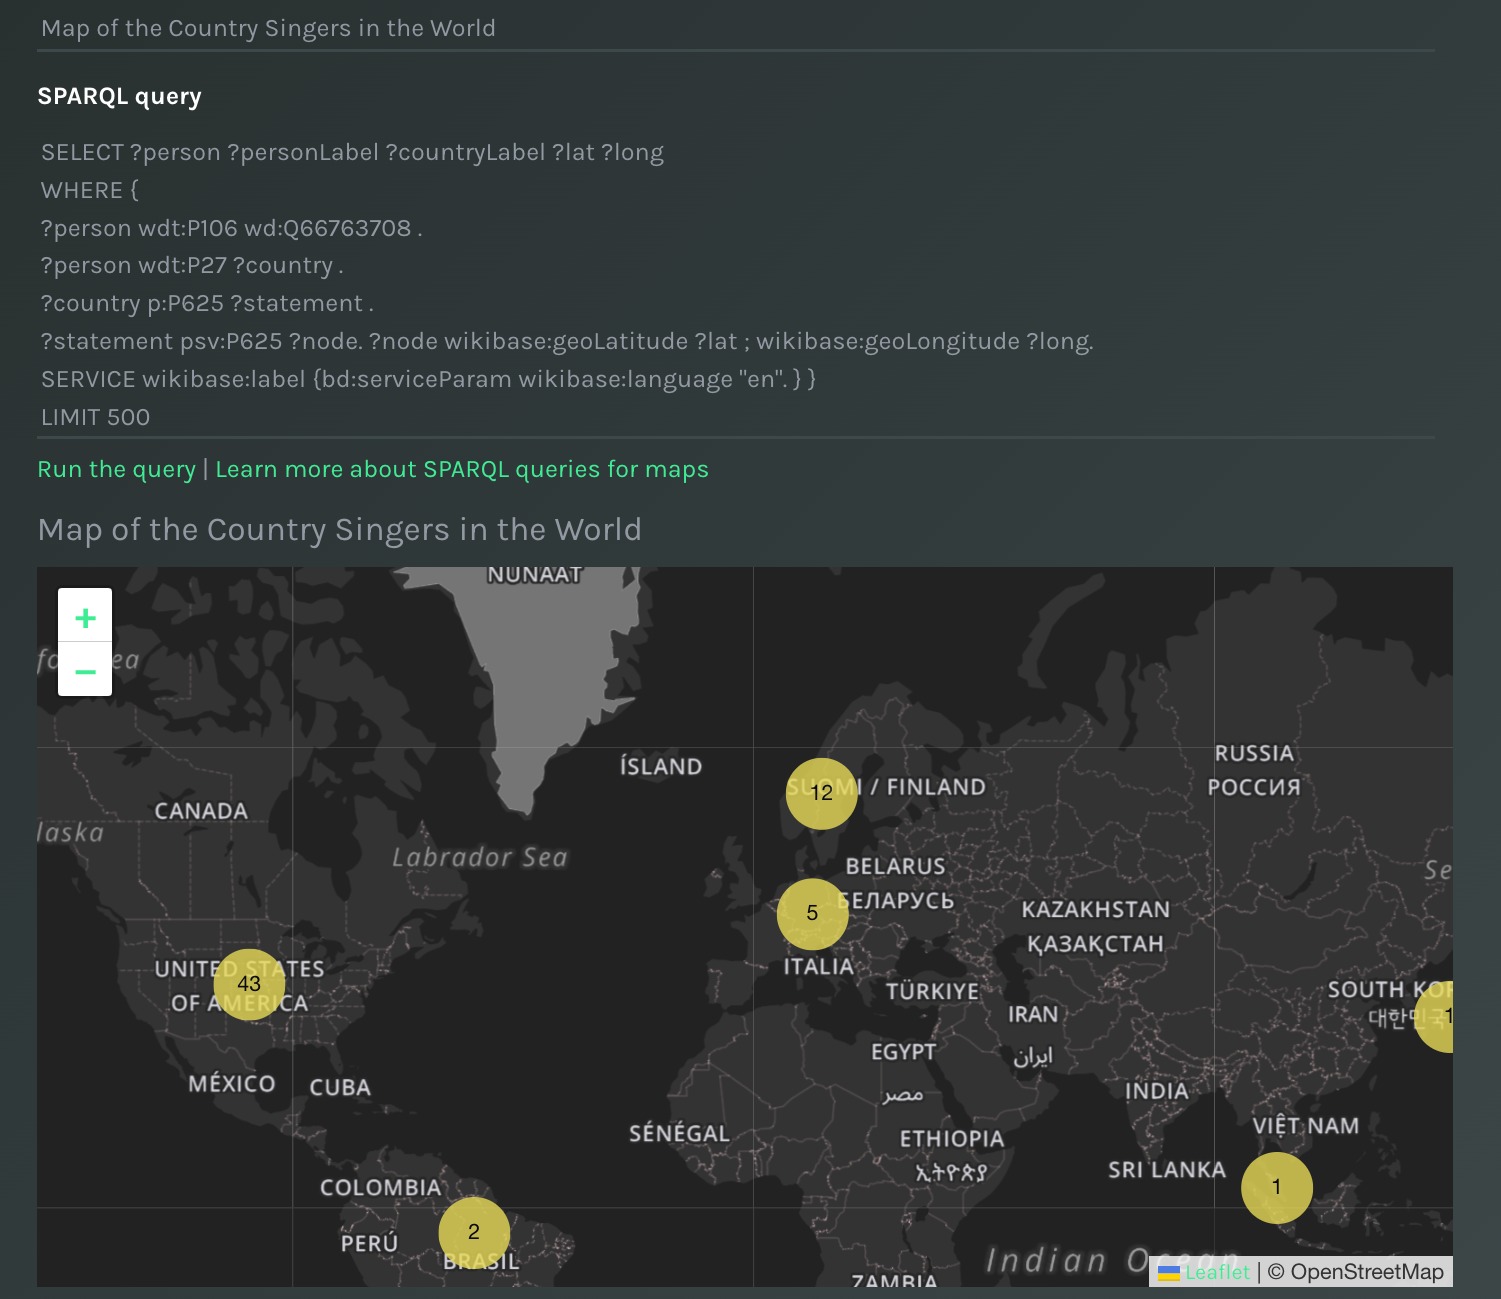 Map of the Country Singers in the World
SPARQL query
SELECT ?person ?personLabel ?countryLabel ?lat ?long
WHERE {
?person wdt:P106 wd:Q66763708 .
?person wdt:P27 ?country .
?country p:P625 ?statement .
?statement psv:P625 ?node. ?node wikibase:geoLatitude ?lat ; wikibase:geoLongitude ?long.
SERVICE wikibase:label {bd:serviceParam wikibase:language "en". } }
LIMIT 500
Run the query | Learn more about SPARQL queries for maps
Map of the Country Singers in the World
NUNAAT
+
−
ÍSLAND
RUSSIA
РОССИЯ
SUOMI / FINLAND
12
CANADA
laska
Labrador Sea
BELARUS
БЕЛАРУСЬ
Se
5
KAZAKHSTAN
ҚАЗАҚСТАН
ITALIA
UNITED STATES
OF AMERICA
43
TÜRKIYE
SOUTH KOR
대한민국
1
IRAN
ایران
EGYPT
مصر
MÉXICO
CUBA
INDIA
SÉNÉGAL
ETHIOPIA
ኢትዮጵያ
VIỆT NAM
SRI LANKA
1
COLOMBIA
2
PERÚ
BRASIL
Indian Ocean
ZAMBIA
Leaflet | © OpenStreetMap